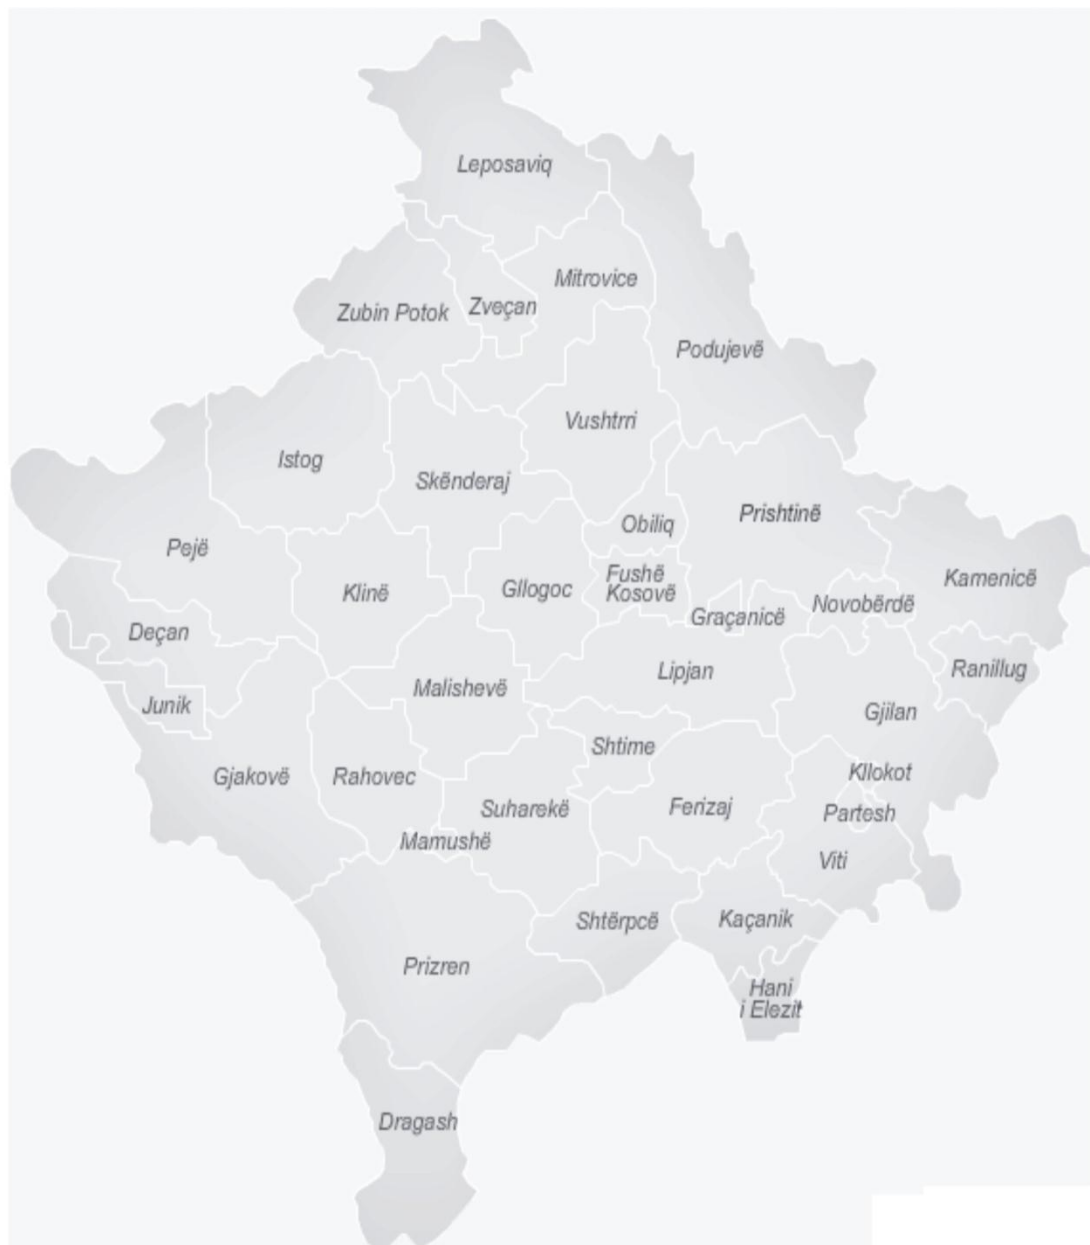 Leposaviq
Mitrovice
Zveçan
Zubin Potok
Podujevë
Vushtrri
Istog
Skënderaj
Prishtinë
Obiliq
Pejë
Fushë
Kosovë
Kamenicë
Klinë
Gllogoc
Novobërdë
Graçanicë
Deçan
Lipjan
Ranillug
Malishevë
Junik
Gjilan
Shtime
Kllokot
Gjakovë
Rahovec
Suharekë
Ferizaj
Partesh
Mamushë
Viti
Shtërpcë
Kaçanik
Prizren
Hani
i Elezit
Dragash